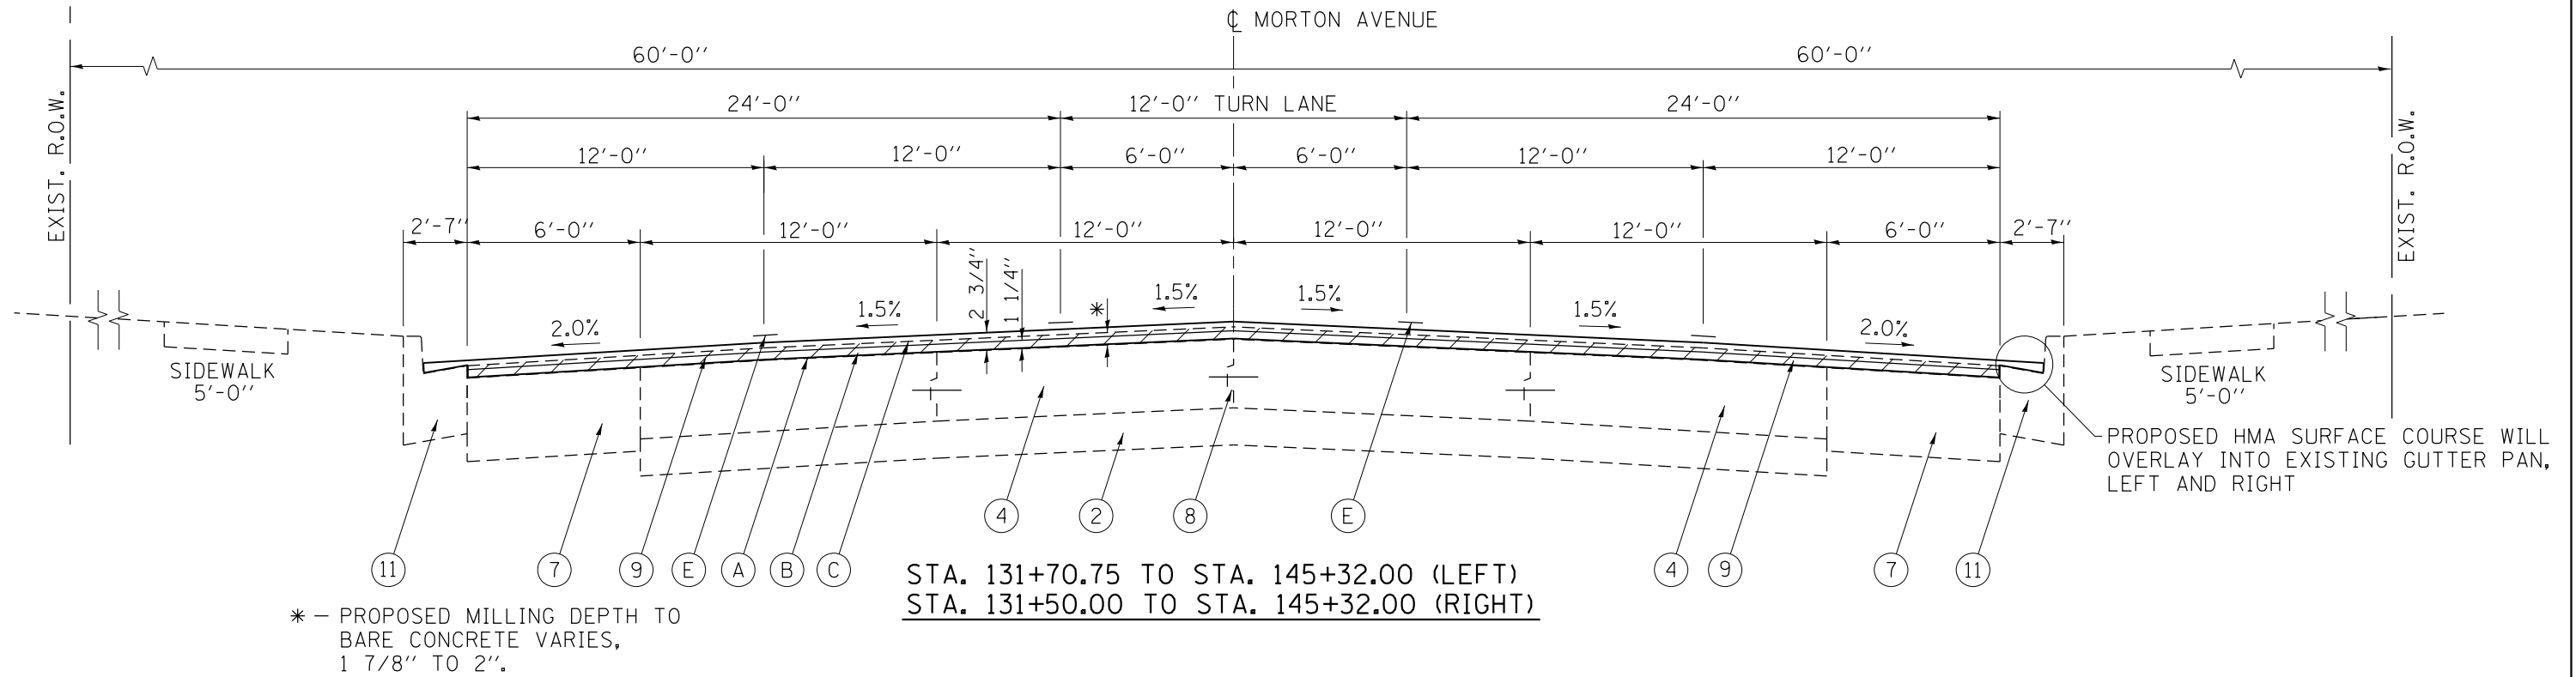 ℄ MORTON AVENUE
60'-0" 60'-0"
EXIST. R.O.W.
EXIST. R.O.W.
24'-0" 12'-0" TURN LANE 24'-0"
12'-0" 12'-0" 6'-0" 6'-0" 12'-0" 12'-0"
2'-7" 6'-0" 12'-0" 12'-0" 12'-0" 12'-0" 6'-0" 2'-7"
2 3/4" 1 1/4" *
2.0% 1.5% 1.5% 1.5% 1.5% 2.0%
SIDEWALK
5'-0"
SIDEWALK
5'-0"
PROPOSED HMA SURFACE COURSE WILL
OVERLAY INTO EXISTING GUTTER PAN,
LEFT AND RIGHT
4 2 8 E
11 7 9 E A B C 4 9 7 11
STA. 131+70.75 TO STA. 145+32.00 (LEFT)
STA. 131+50.00 TO STA. 145+32.00 (RIGHT)
* – PROPOSED MILLING DEPTH TO
BARE CONCRETE VARIES,
1 7/8" TO 2".